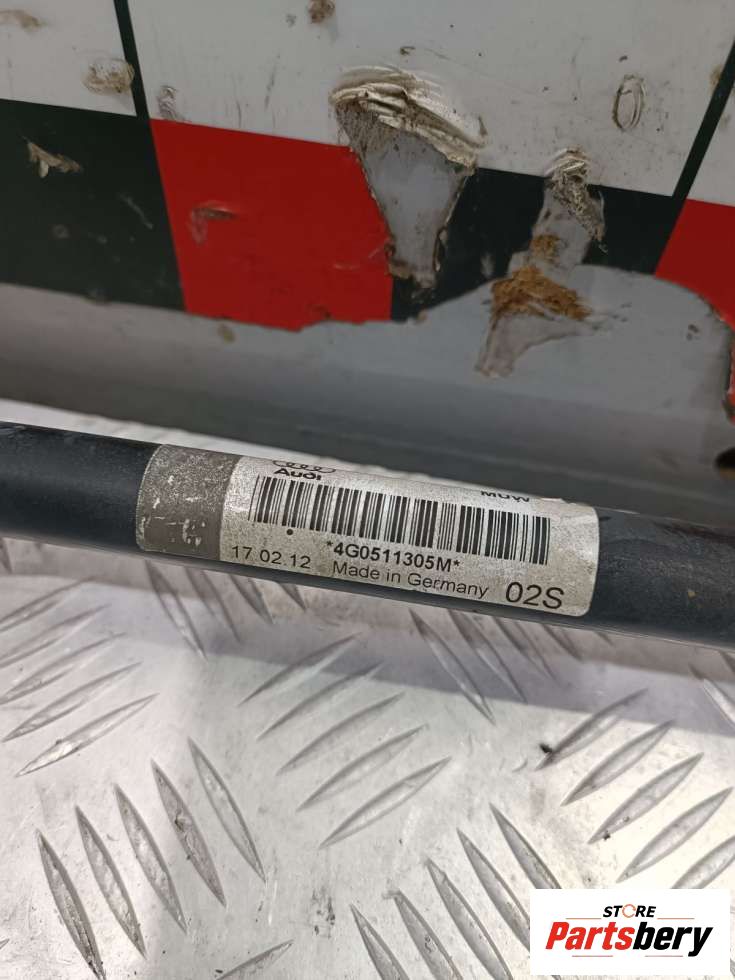 Audi
MUW
*4G0511305M*
17 02.12 Made in Germany 02S
STORE
Partsbery